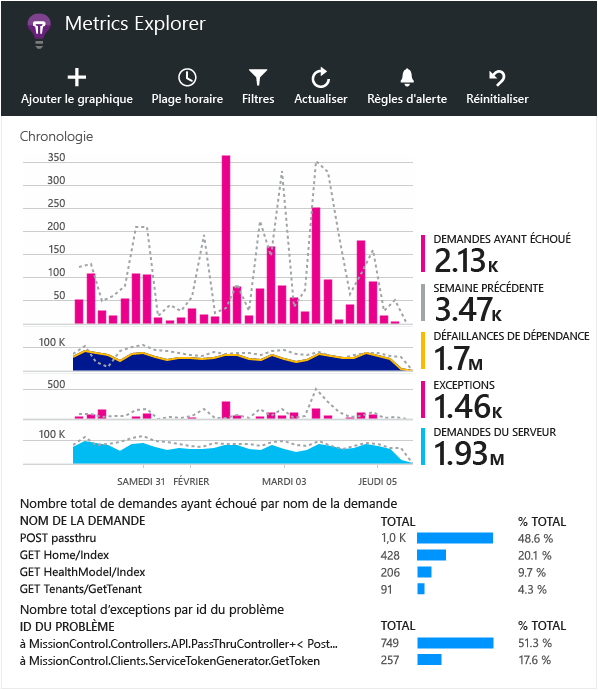 Metrics Explorer
Ajouter le graphique Plage horaire Filtres Actualiser Règles d'alerte Réinitialiser
Chronologie
350
300
250
200
150
100
50
100 K
500
100 K
SAMEDI 31 FÉVRIER MARDI 03 JEUDI 05
DEMANDES AYANT ÉCHOUÉ
2.13K
SEMAINE PRÉCÉDENTE
3.47K
DÉFAILLANCES DE DÉPENDANCE
1.7M
EXCEPTIONS
1.46K
DEMANDES DU SERVEUR
1.93M
Nombre total de demandes ayant échoué par nom de la demande
NOM DE LA DEMANDE TOTAL % TOTAL
POST passthru 1,0 K 48.6 %
GET Home/Index 428 20.1 %
GET HealthModel/Index 206 9.7 %
GET Tenants/GetTenant 91 4.3 %
Nombre total d'exceptions par id du problème
ID DU PROBLÈME TOTAL % TOTAL
à MissionControl.Controllers.API.PassThruController+< Post... 749 51.3 %
à MissionControl.Clients.ServiceTokenGenerator.GetToken 257 17.6 %